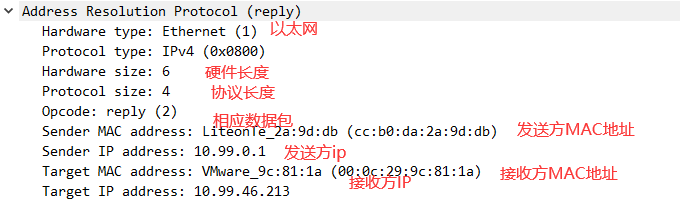 Address Resolution Protocol (reply)
Hardware type: Ethernet (1) 以太网
Protocol type: IPv4 (0x0800)
Hardware size: 6 硬件长度
Protocol size: 4 协议长度
Opcode: reply (2) 相应数据包
Sender MAC address: LiteonTe_2a:9d:db (cc:b0:da:2a:9d:db) 发送方MAC地址
Sender IP address: 10.99.0.1 发送方ip
Target MAC address: VMware_9c:81:1a (00:0c:29:9c:81:1a) 接收方MAC地址
Target IP address: 10.99.46.213 接收方IP